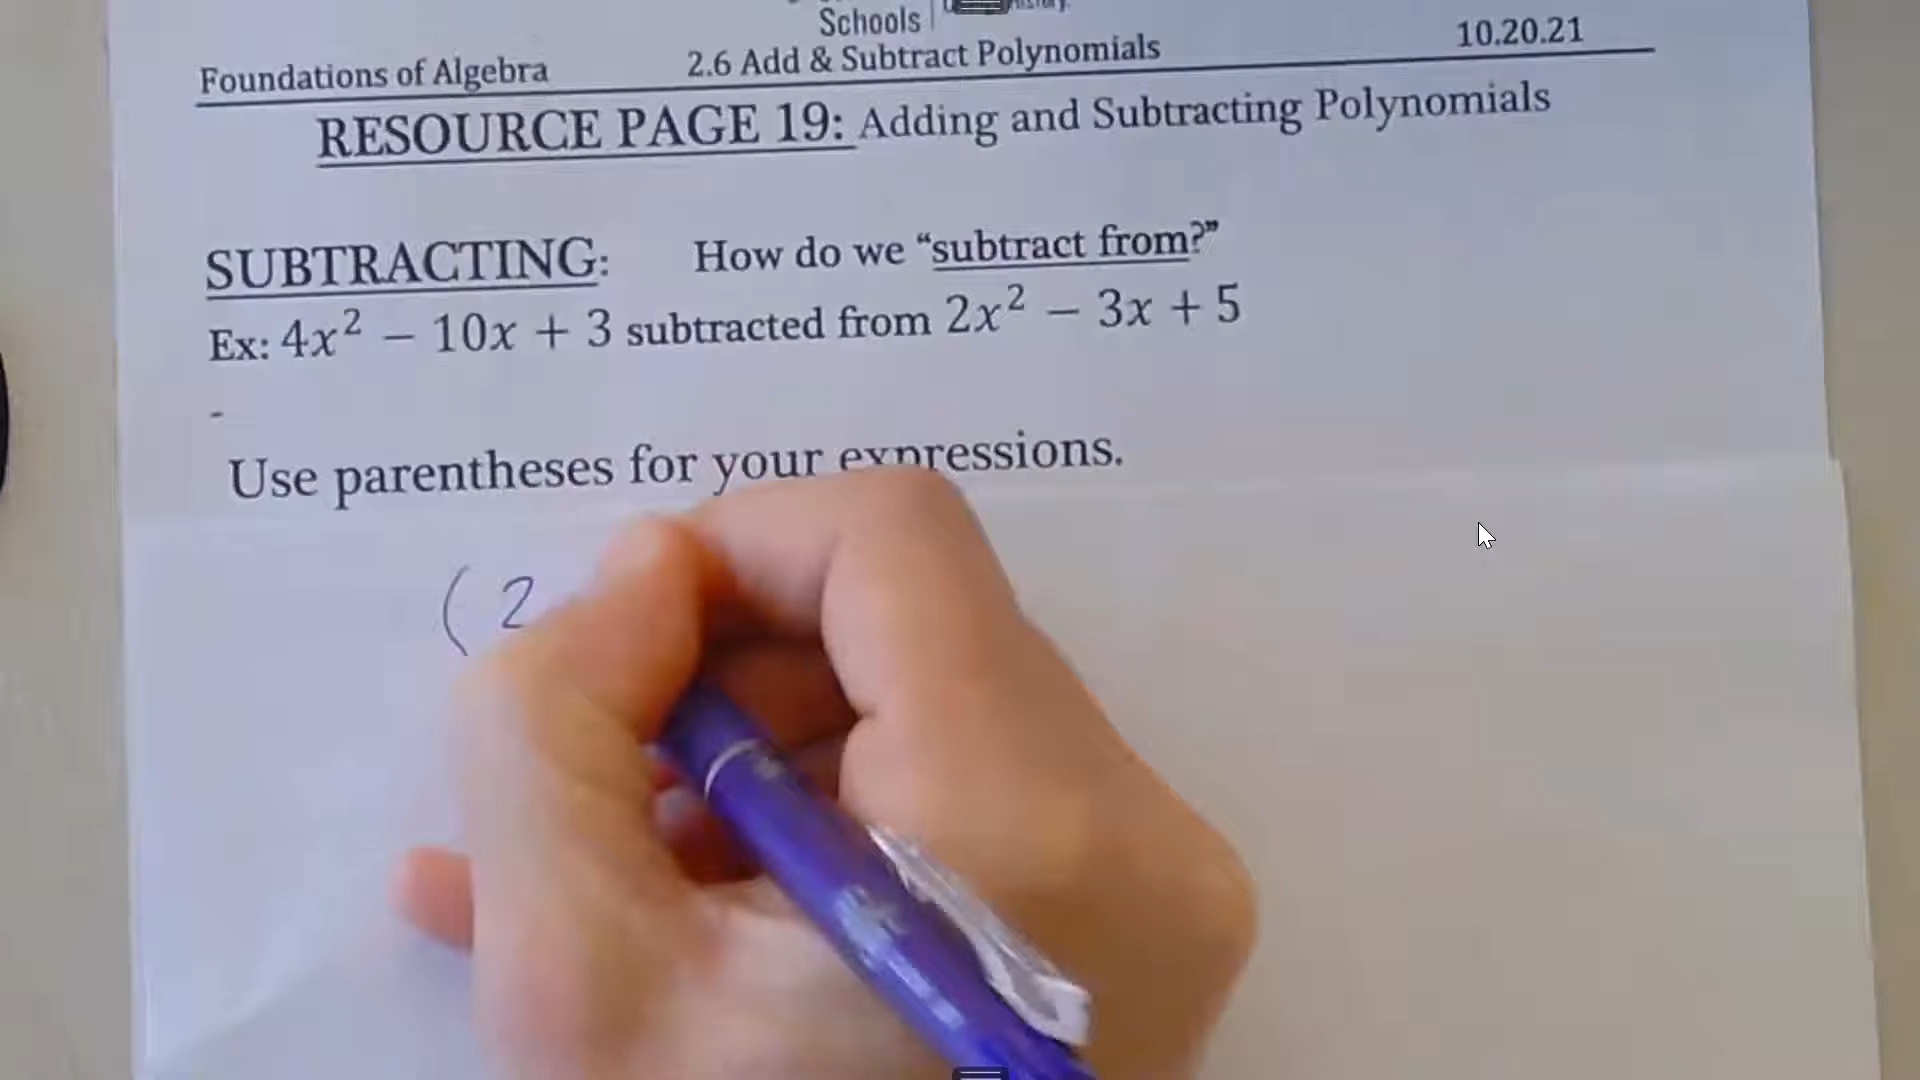 Schools
Foundations of Algebra 2.6 Add & Subtract Polynomials 10.20.21
RESOURCE PAGE 19: Adding and Subtracting Polynomials
SUBTRACTING: How do we “subtract from?”
Ex: 4x² − 10x + 3 subtracted from 2x² − 3x + 5
-
Use parentheses for your expressions.
( 2